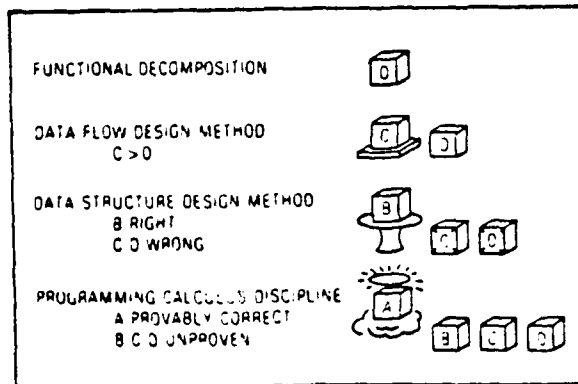 FUNCTIONAL DECOMPOSITION
D
DATA FLOW DESIGN METHOD
C > D
C D
DATA STRUCTURE DESIGN METHOD
B RIGHT
C D WRONG
B
C D
PROGRAMMING CALCULUS DISCIPLINE
A PROVABLY CORRECT
B C D UNPROVEN
A
B C D